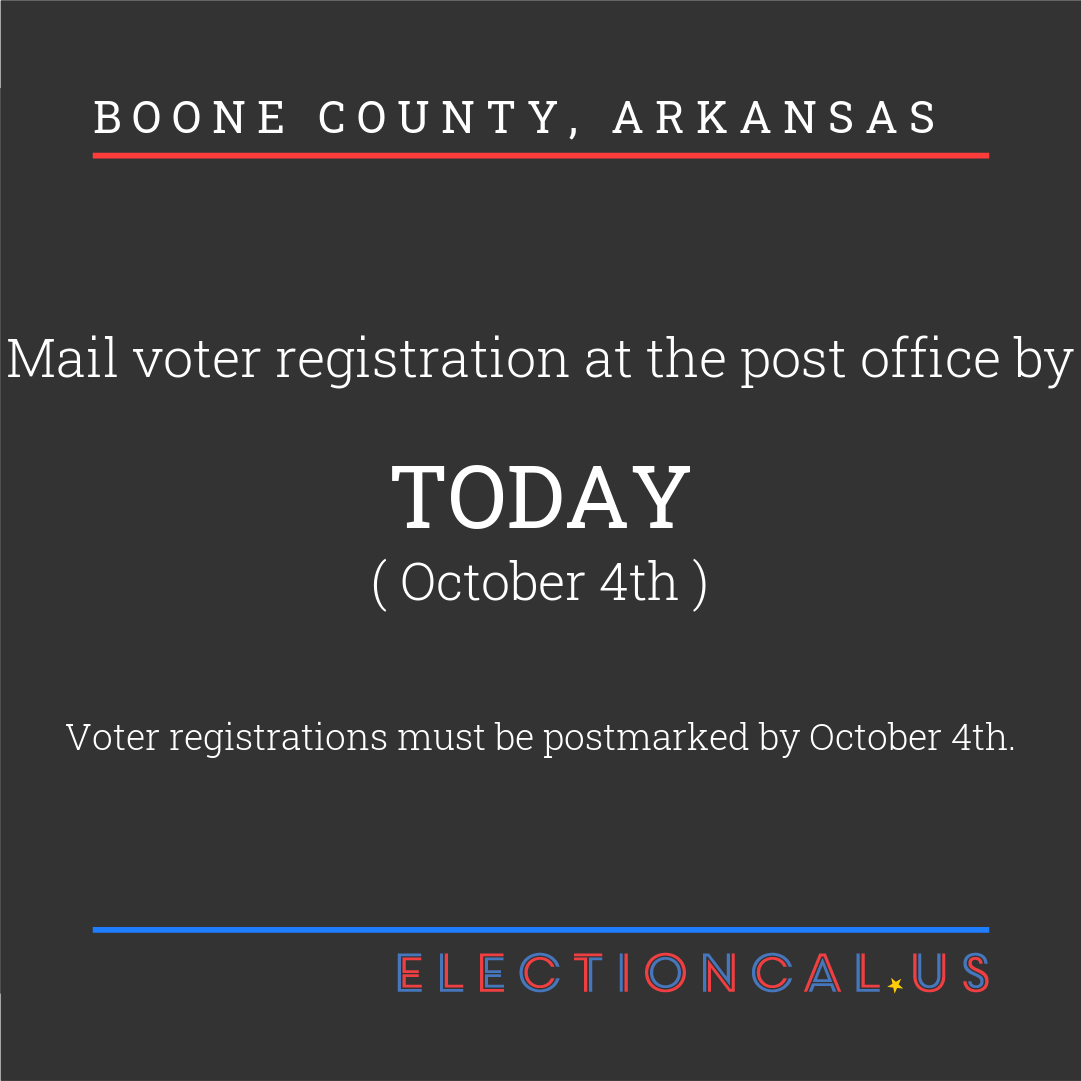 BOONE COUNTY, ARKANSAS
Mail voter registration at the post office by
TODAY
( October 4th )
Voter registrations must be postmarked by October 4th.
ELECTIONCAL.US